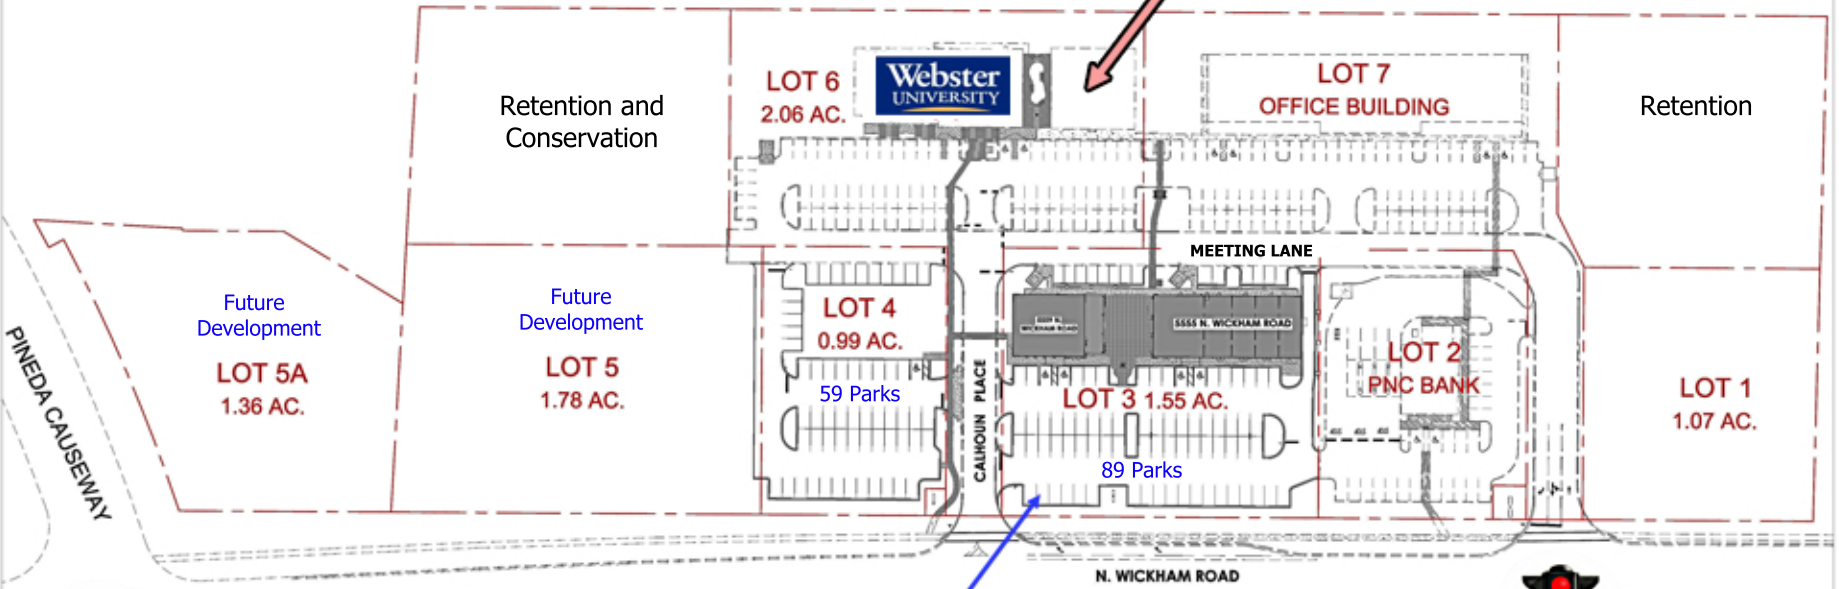 Retention and
Conservation
LOT 6
2.06 AC.
Webster
UNIVERSITY
LOT 7
OFFICE BUILDING
Retention
MEETING LANE
Future
Development
LOT 5A
1.36 AC.
Future
Development
LOT 5
1.78 AC.
LOT 4
0.99 AC.
59 Parks
WICKHAM ROAD
5555 N. WICKHAM ROAD
LOT 3 1.55 AC.
89 Parks
LOT 2
PNC BANK
LOT 1
1.07 AC.
PINEDA CAUSEWAY
CALHOUN PLACE
N. WICKHAM ROAD